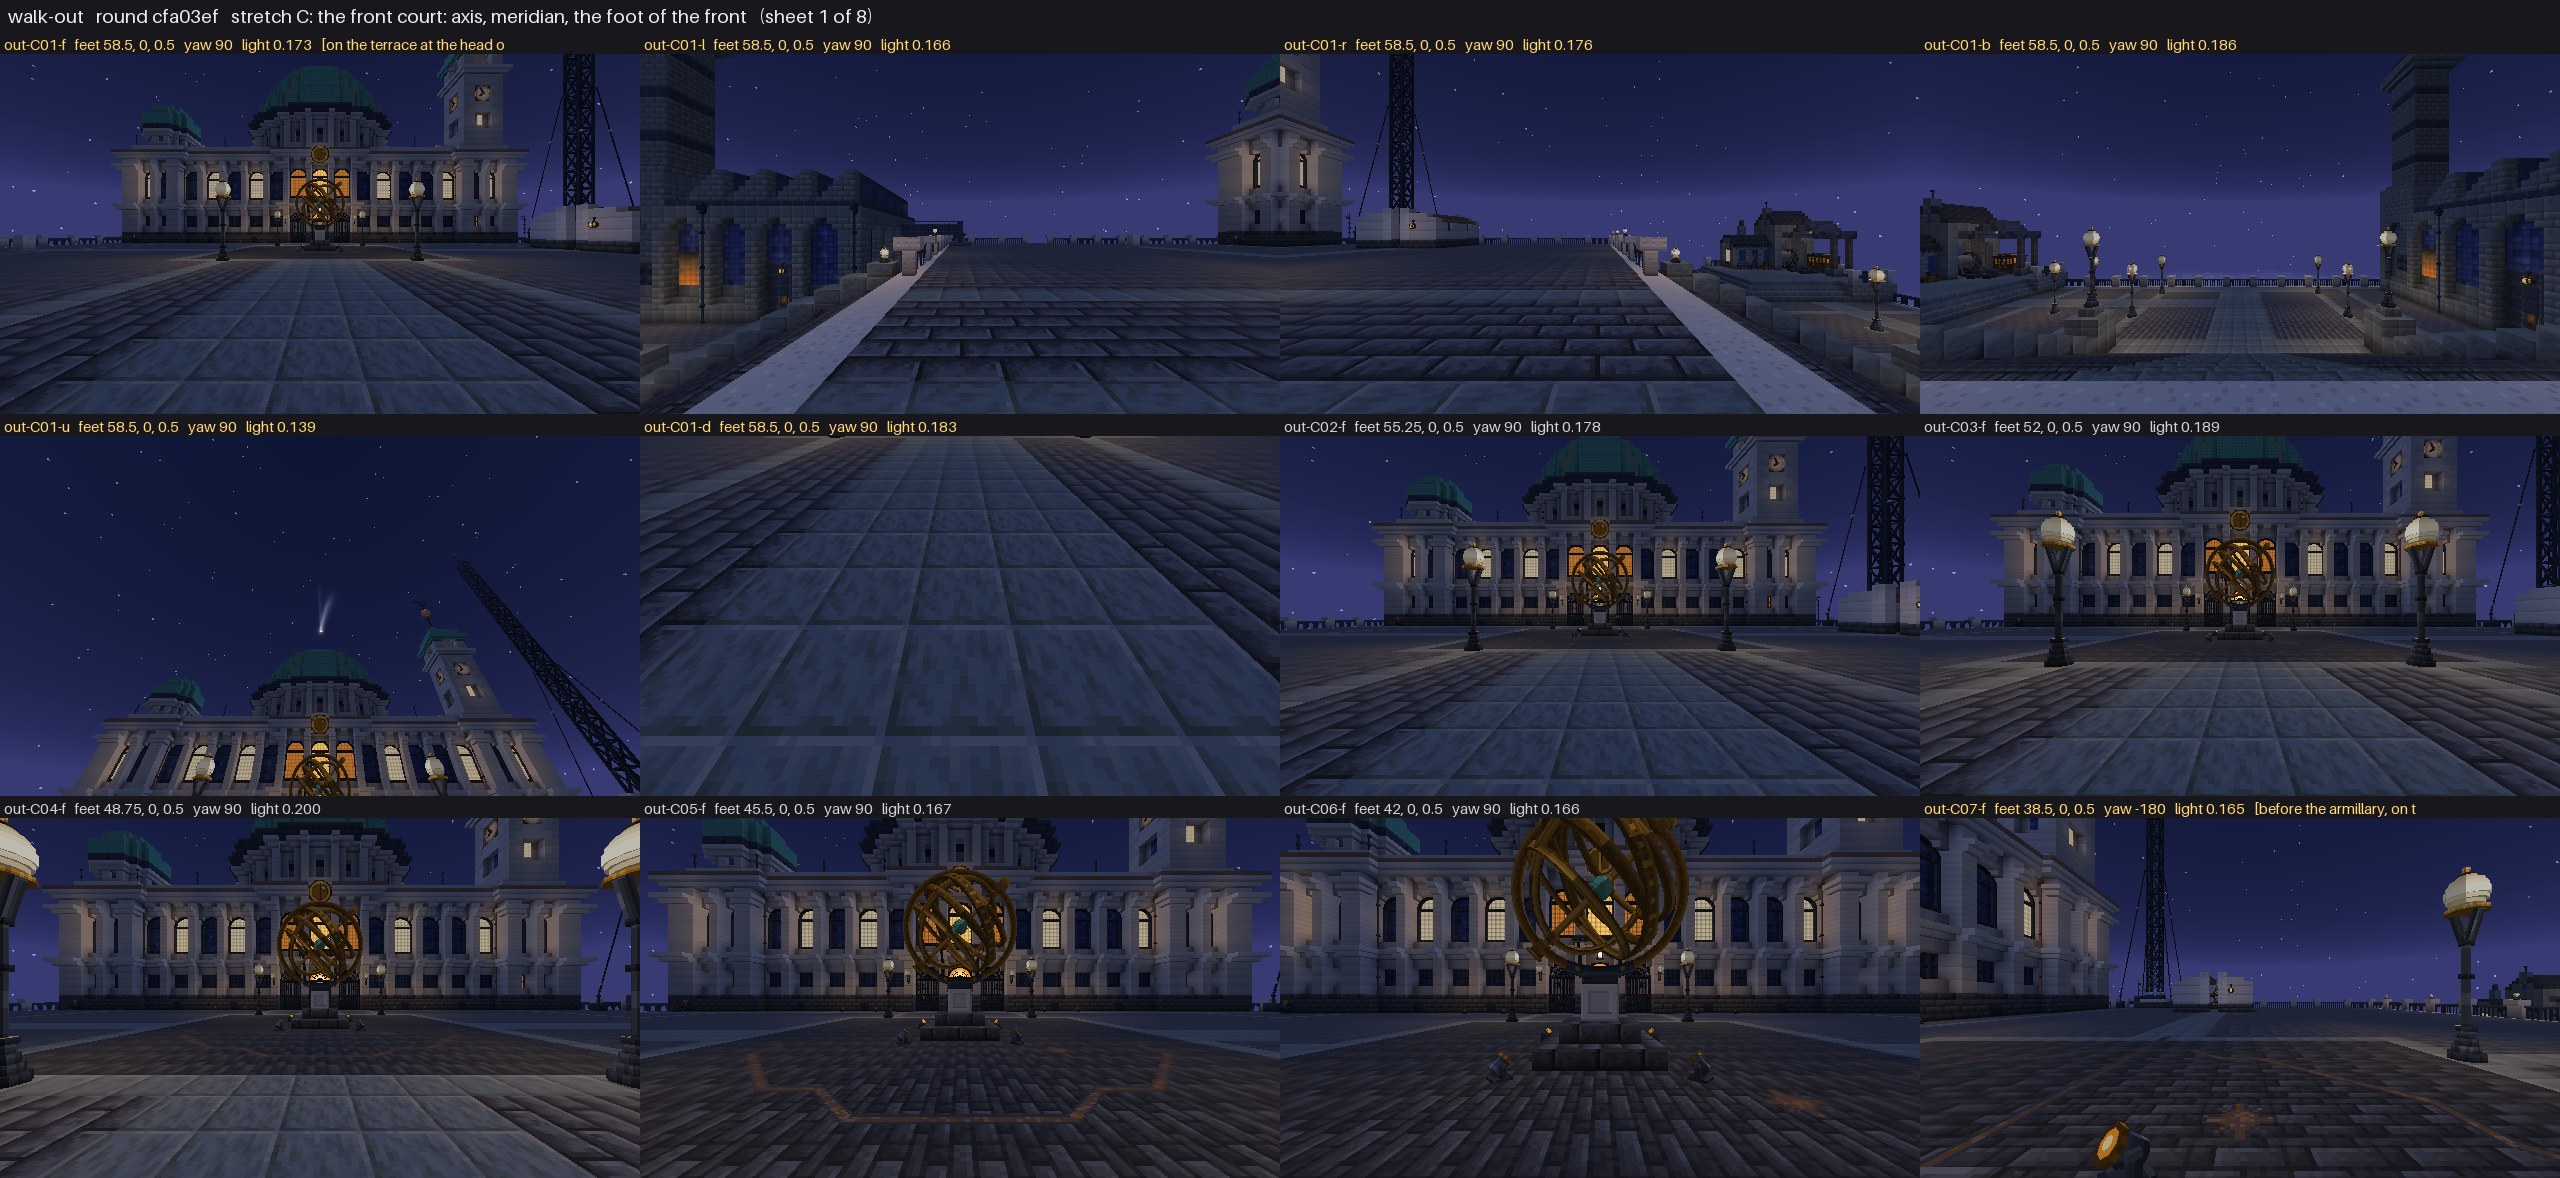 walk-out round cfa03ef stretch C: the front court: axis, meridian, the foot of the front (sheet 1 of 8)
out-C01-f feet 58.5, 0, 0.5 yaw 90 light 0.173 [on the terrace at the head o
out-C01-l feet 58.5, 0, 0.5 yaw 90 light 0.166
out-C01-r feet 58.5, 0, 0.5 yaw 90 light 0.176
out-C01-b feet 58.5, 0, 0.5 yaw 90 light 0.186
out-C01-u feet 58.5, 0, 0.5 yaw 90 light 0.139
out-C01-d feet 58.5, 0, 0.5 yaw 90 light 0.183
out-C02-f feet 55.25, 0, 0.5 yaw 90 light 0.178
out-C03-f feet 52, 0, 0.5 yaw 90 light 0.189
out-C04-f feet 48.75, 0, 0.5 yaw 90 light 0.200
out-C05-f feet 45.5, 0, 0.5 yaw 90 light 0.167
out-C06-f feet 42, 0, 0.5 yaw 90 light 0.166
out-C07-f feet 38.5, 0, 0.5 yaw -180 light 0.165 [before the armillary, on t